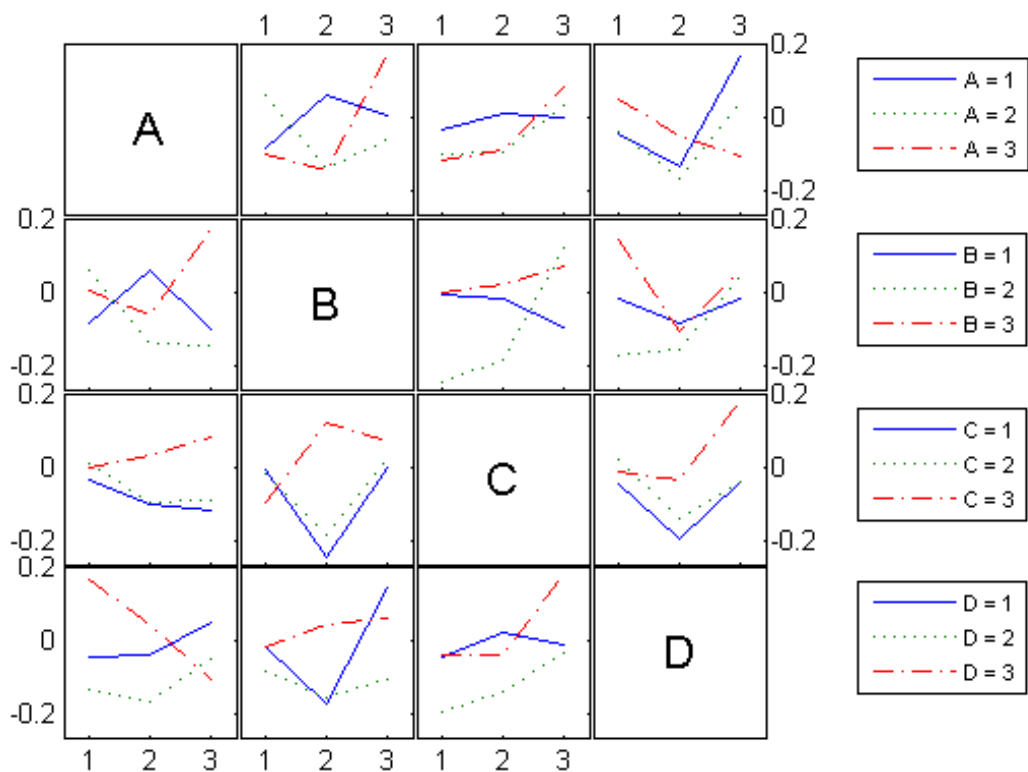 1 2 3 1 2 3 1 2 3
A
0.2
0
-0.2
A = 1
A = 2
A = 3
0.2
0
-0.2
B
0.2
0
-0.2
B = 1
B = 2
B = 3
0.2
0
-0.2
C
0
-0.2
C = 1
C = 2
C = 3
0.2
0
-0.2
D
D = 1
D = 2
D = 3
1 2 3 1 2 3 1 2 3